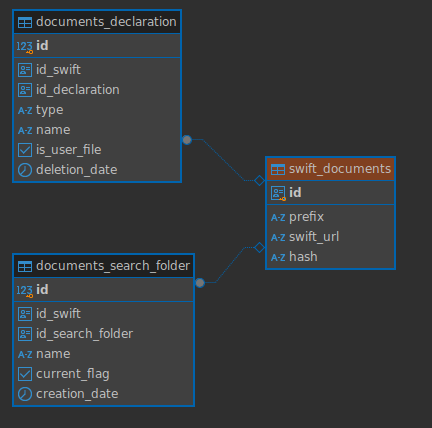 documents_declaration
123 id
id_swift
id_declaration
A-Z type
A-Z name
is_user_file
deletion_date
swift_documents
id
A-Z prefix
A-Z swift_url
A-Z hash
documents_search_folder
123 id
id_swift
id_search_folder
A-Z name
current_flag
creation_date